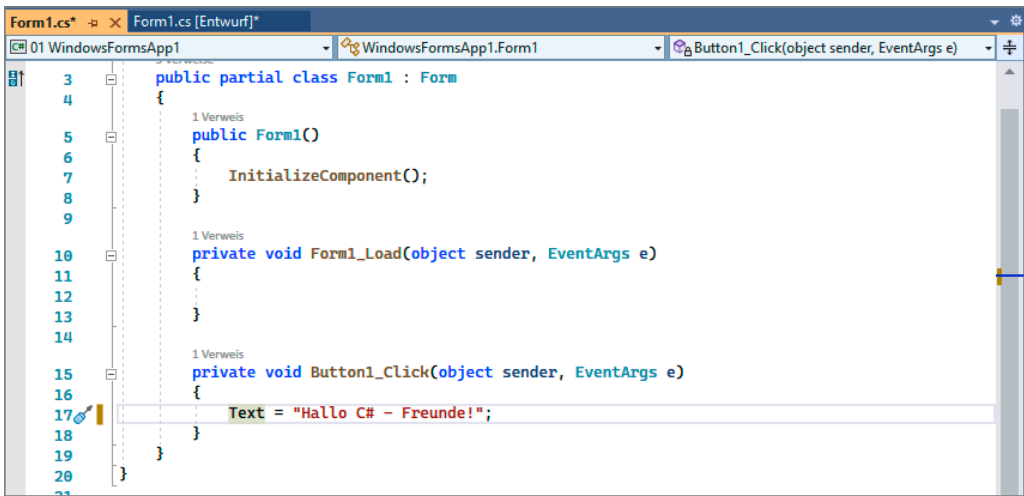 Form1.cs* Form1.cs [Entwurf]*
C# 01 WindowsFormsApp1 WindowsFormsApp1.Form1 Button1_Click(object sender, EventArgs e)
3 public partial class Form1 : Form
4 {
1 Verweis
5 public Form1()
6 {
7 InitializeComponent();
8 }
9
1 Verweis
10 private void Form1_Load(object sender, EventArgs e)
11 {
12
13 }
14
1 Verweis
15 private void Button1_Click(object sender, EventArgs e)
16 {
17 Text = "Hallo C# - Freunde!";
18 }
19 }
20 }